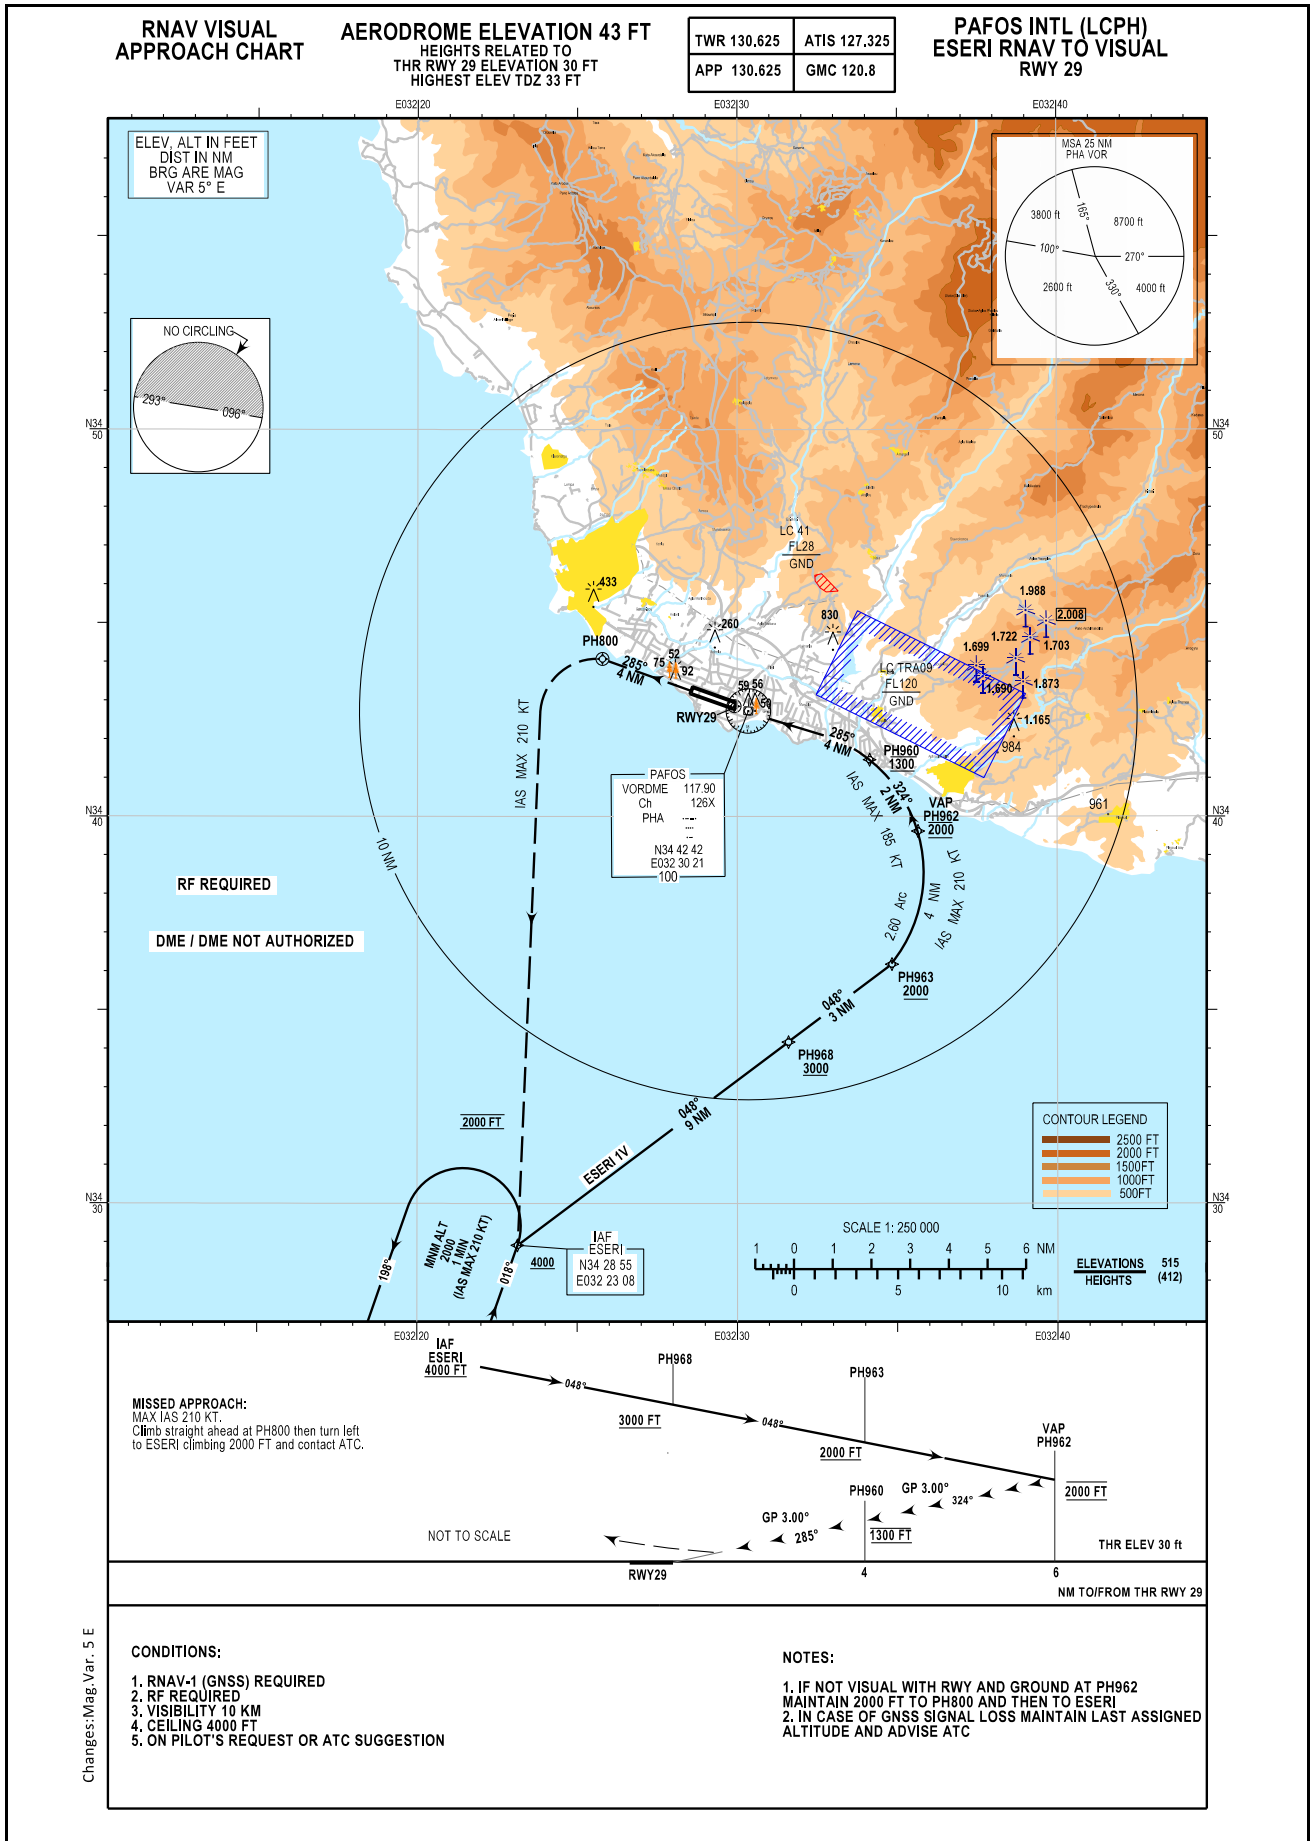 RNAV VISUAL
APPROACH CHART
AERODROME ELEVATION 43 FT
HEIGHTS RELATED TO
THR RWY 29 ELEVATION 30 FT
HIGHEST ELEV TDZ 33 FT
TWR 130.625
ATIS 127.325
APP 130.625
GMC 120.8
PAFOS INTL (LCPH)
ESERI RNAV TO VISUAL
RWY 29
E032 20
E032 30
E032 40
ELEV, ALT IN FEET
DIST IN NM
BRG ARE MAG
VAR 5° E
MSA 25 NM
PHA VOR
165°
3800 ft
8700 ft
100°
270°
2600 ft
330°
4000 ft
NO CIRCLING
293°
096°
N34
50
N34
50
LC 41
FL28
GND
433
260
830
1.988
2.008
1.722
1.703
1.699
1.690
1.873
1.165
984
961
LC TRA09
FL120
GND
PH800
285°
4 NM
75
52
92
59
56
50
RWY29
285°
4 NM
PH960
1300
324°
2 NM
VAP
PH962
2000
IAS MAX 210 KT
IAS MAX 185 KT
PAFOS
VORDME 117.90
Ch 126X
PHA
N34 42 42
E032 30 21
100
N34
40
N34
40
10 NM
2.60 Arc
4 NM
IAS MAX 210 KT
RF REQUIRED
DME / DME NOT AUTHORIZED
PH963
2000
048°
3 NM
PH968
3000
048°
9 NM
2000 FT
ESERI 1V
CONTOUR LEGEND
2500 FT
2000 FT
1500FT
1000FT
500FT
N34
30
N34
30
MNM ALT
2000
1 MIN
(IAS MAX 210 KT)
198°
018°
4000
IAF
ESERI
N34 28 55
E032 23 08
SCALE 1: 250 000
1 0 1 2 3 4 5 6 NM
0 5 10 km
ELEVATIONS 515
HEIGHTS (412)
E032 20
E032 30
E032 40
IAF
ESERI
4000 FT
PH968
PH963
048°
MISSED APPROACH:
MAX IAS 210 KT.
Climb straight ahead at PH800 then turn left
to ESERI climbing 2000 FT and contact ATC.
3000 FT
048°
2000 FT
VAP
PH962
2000 FT
PH960
GP 3.00°
324°
GP 3.00°
285°
1300 FT
NOT TO SCALE
THR ELEV 30 ft
RWY29
4
6
NM TO/FROM THR RWY 29
Changes:Mag.Var. 5 E
CONDITIONS:
1. RNAV-1 (GNSS) REQUIRED
2. RF REQUIRED
3. VISIBILITY 10 KM
4. CEILING 4000 FT
5. ON PILOT'S REQUEST OR ATC SUGGESTION
NOTES:
1. IF NOT VISUAL WITH RWY AND GROUND AT PH962
MAINTAIN 2000 FT TO PH800 AND THEN TO ESERI
2. IN CASE OF GNSS SIGNAL LOSS MAINTAIN LAST ASSIGNED
ALTITUDE AND ADVISE ATC